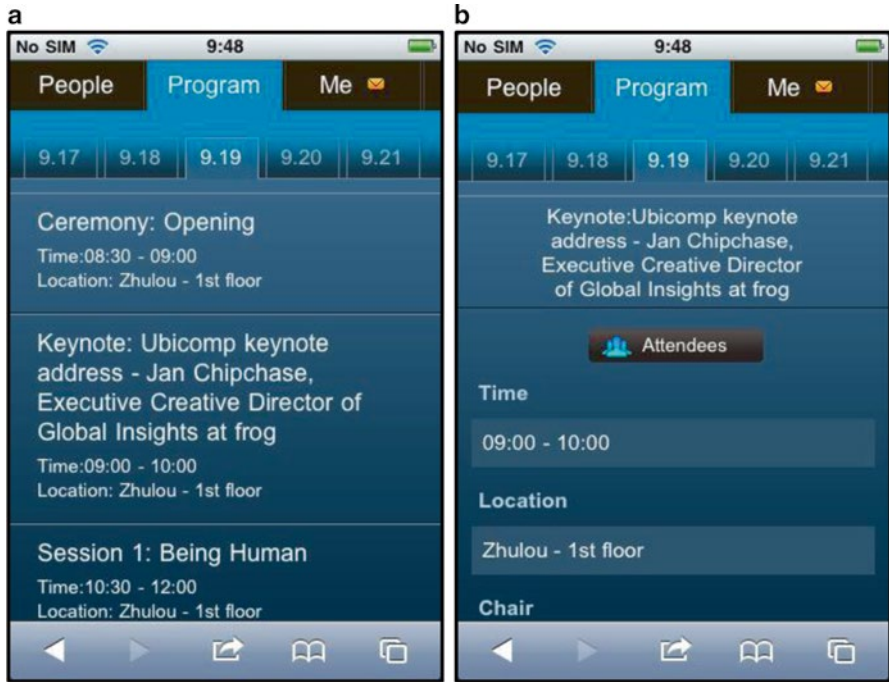 a
No SIM 9:48
People Program Me
9.17 9.18 9.19 9.20 9.21
Ceremony: Opening
Time:08:30 - 09:00
Location: Zhulou - 1st floor
Keynote: Ubicomp keynote
address - Jan Chipchase,
Executive Creative Director of
Global Insights at frog
Time:09:00 - 10:00
Location: Zhulou - 1st floor
Session 1: Being Human
Time:10:30 - 12:00
Location: Zhulou - 1st floor
b
No SIM 9:48
People Program Me
9.17 9.18 9.19 9.20 9.21
Keynote:Ubicomp keynote
address - Jan Chipchase,
Executive Creative Director
of Global Insights at frog
Attendees
Time
09:00 - 10:00
Location
Zhulou - 1st floor
Chair